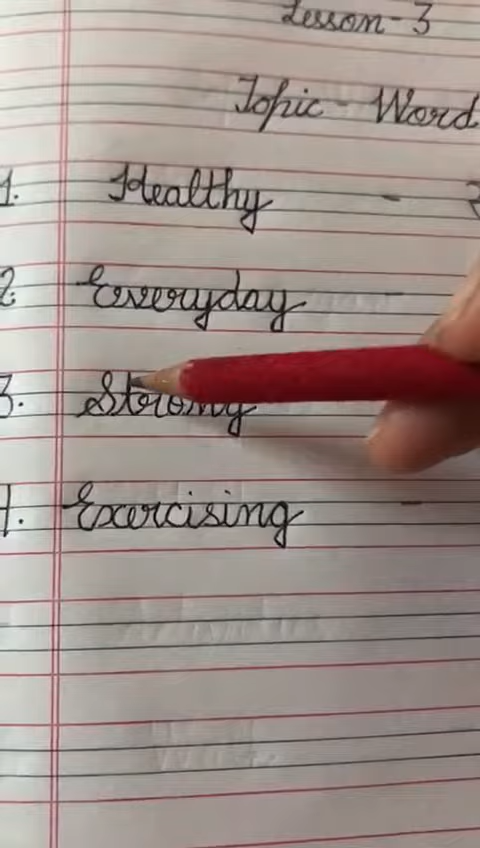 Lesson-3
Topic - Word
1. Healthy -
2. Everyday -
3. Strong
4. Exercising -